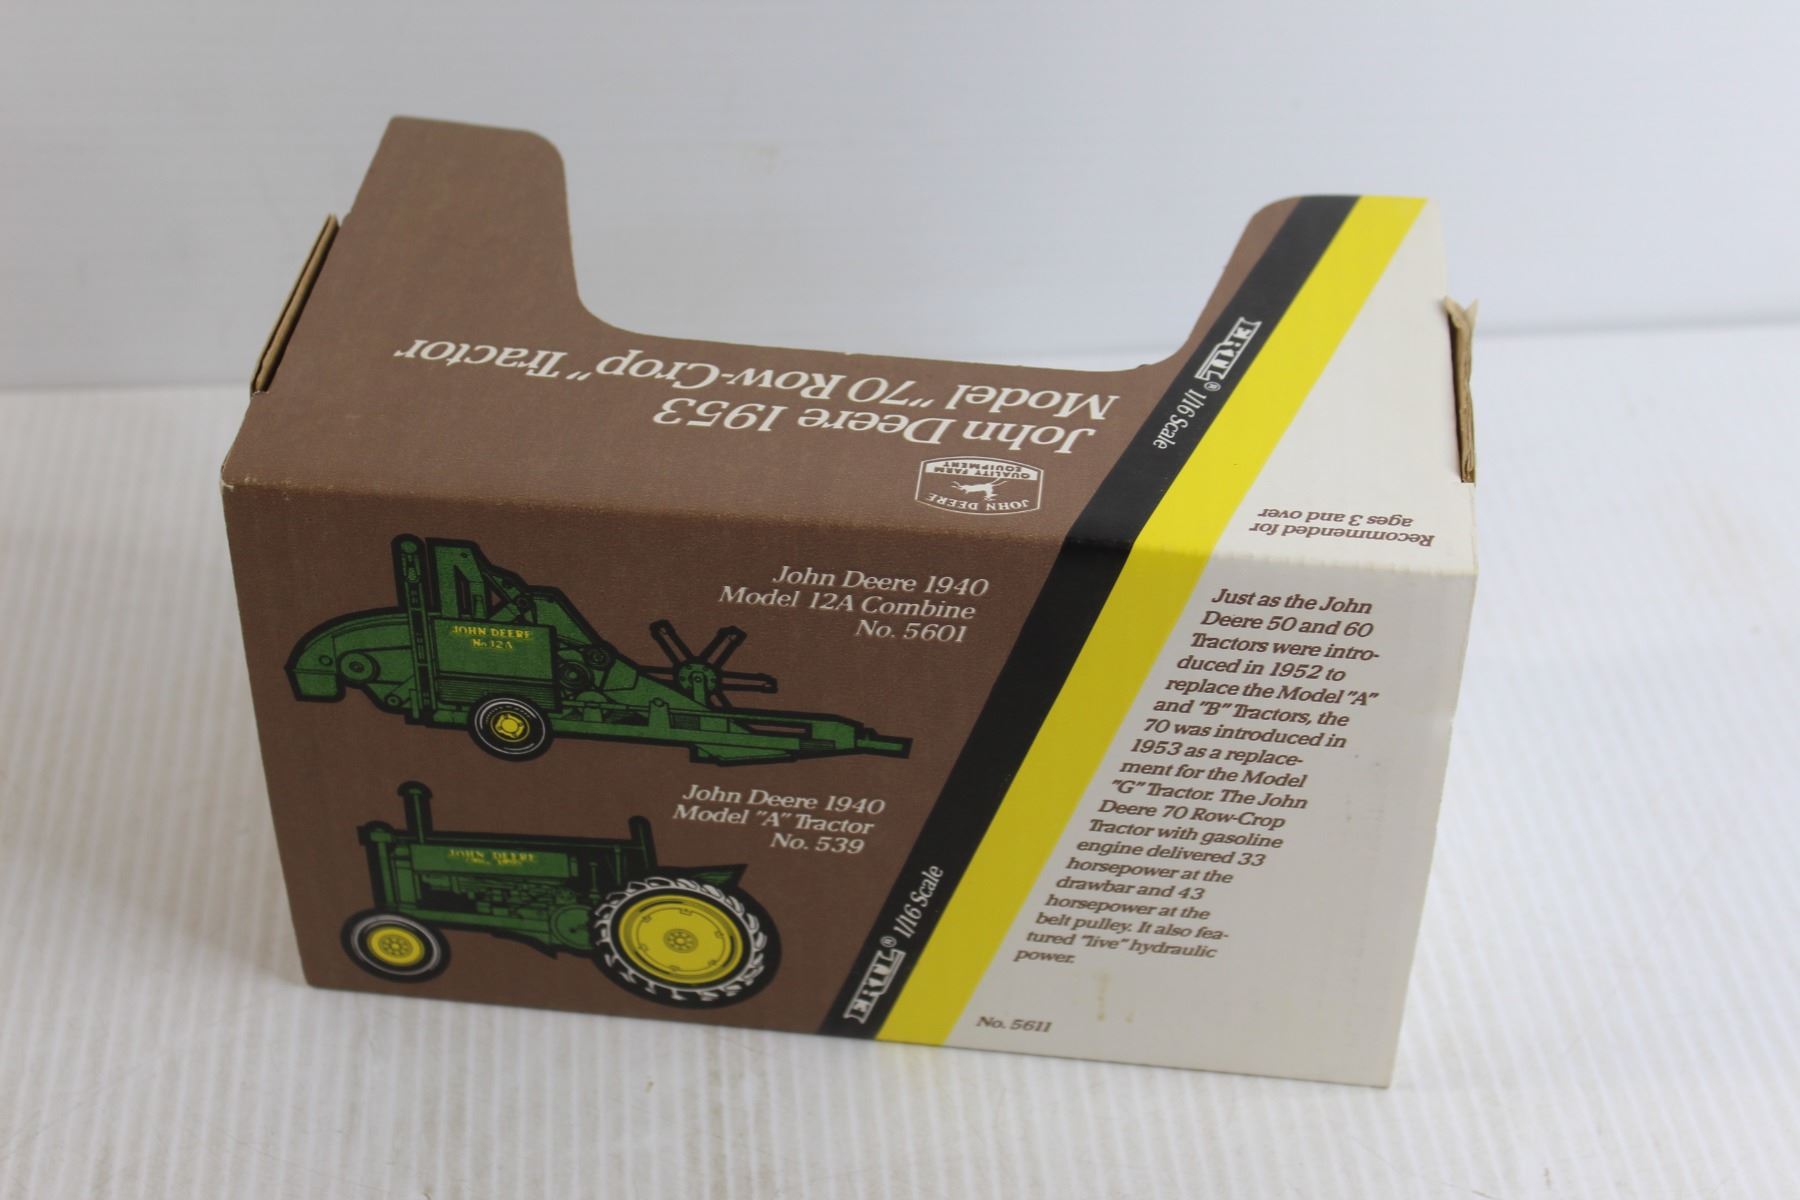 John Deere 1953
Model "70 Row-Crop" Tractor
JOHN DEERE
QUALITY FARM
EQUIPMENT
ERTL® 1/16 Scale
Recommended for
ages 3 and over
John Deere 1940
Model 12A Combine
No. 5601
JOHN DEERE
No 12A
John Deere 1940
Model "A" Tractor
No. 539
JOHN DEERE
ERTL® 1/16 Scale
Just as the John
Deere 50 and 60
Tractors were intro-
duced in 1952 to
replace the Model "A"
and "B" Tractors, the
70 was introduced in
1953 as a replace-
ment for the Model
"G" Tractor. The John
Deere 70 Row-Crop
Tractor with gasoline
engine delivered 33
horsepower at the
drawbar and 43
horsepower at the
belt pulley. It also fea-
tured "live" hydraulic
power.
No. 5611